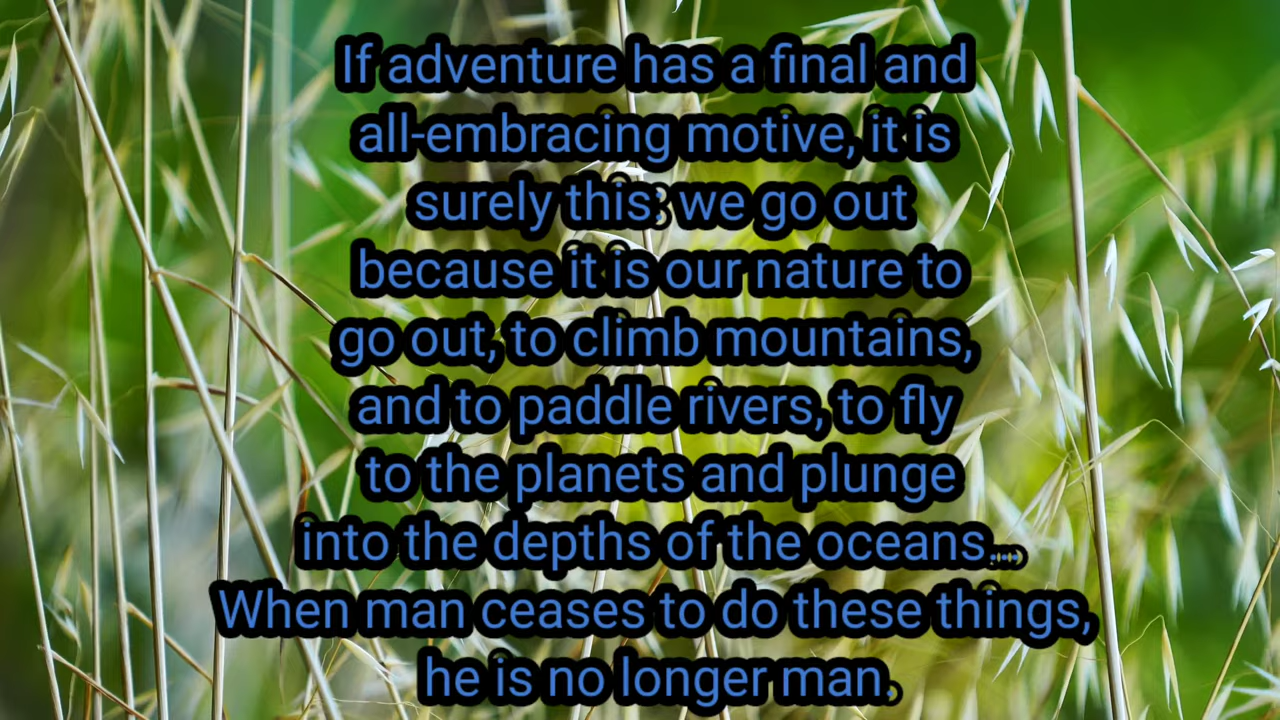 If adventure has a final and
all-embracing motive, it is
surely this: we go out
because it is our nature to
go out, to climb mountains,
and to paddle rivers, to fly
to the planets and plunge
into the depths of the oceans...
When man ceases to do these things,
he is no longer man.